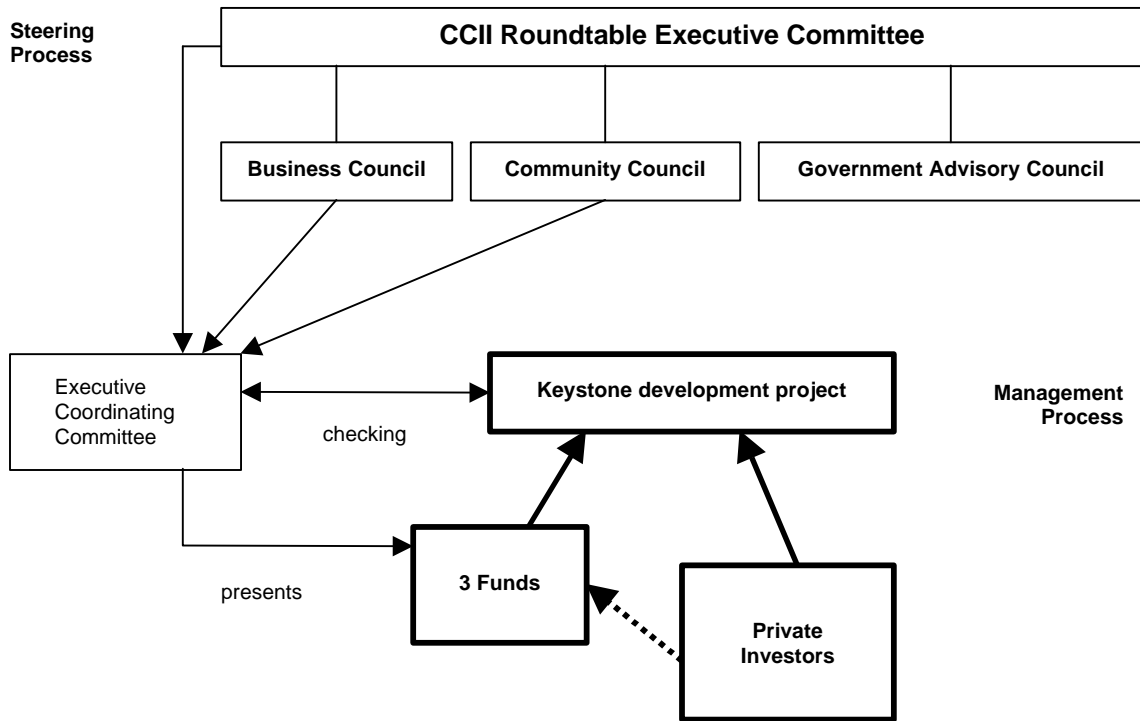 Steering
Process
CCII Roundtable Executive Committee
Business Council
Community Council
Government Advisory Council
Executive
Coordinating
Committee
checking
Keystone development project
Management
Process
presents
3 Funds
Private
Investors